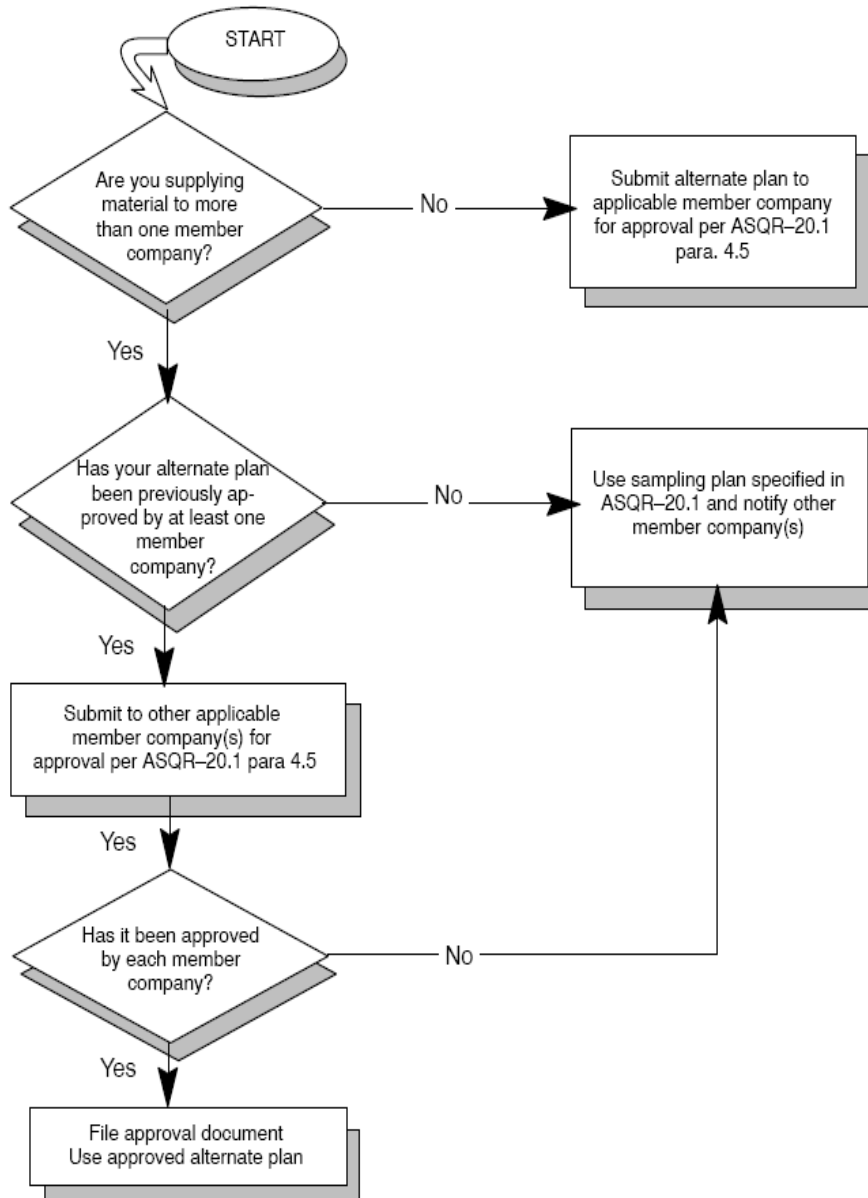 START
Are you supplying
material to more
than one member
company?
No
Submit alternate plan to
applicable member company
for approval per ASQR–20.1
para. 4.5
Yes
Has your alternate plan
been previously ap-
proved by at least one
member
company?
No
Use sampling plan specified in
ASQR–20.1 and notify other
member company(s)
Yes
Submit to other applicable
member company(s) for
approval per ASQR–20.1 para 4.5
Yes
Has it been approved
by each member
company?
No
Yes
File approval document
Use approved alternate plan